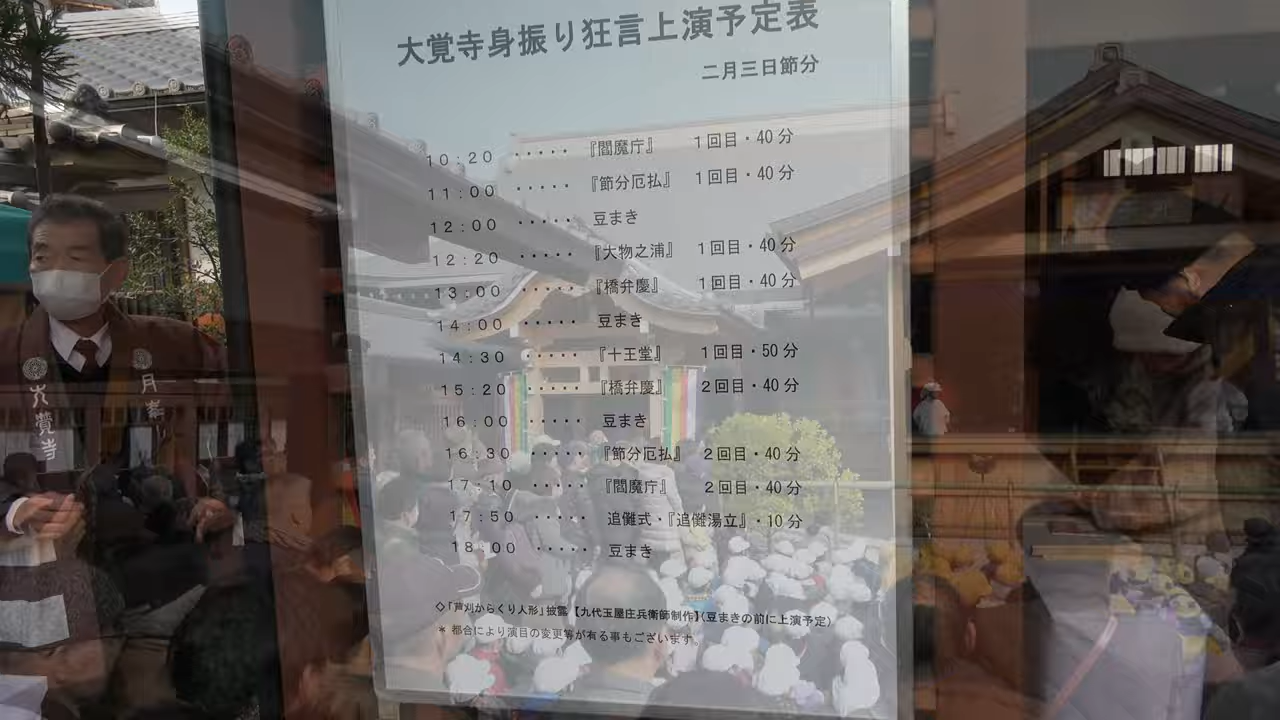 大覚寺身振り狂言上演予定表
二月三日節分
10:20 ・・・・・ 『閻魔庁』 1回目・40分
11:00 ・・・・・ 『節分厄払』 1回目・40分
12:00 ・・・・・ 豆まき
12:20 ・・・・・ 『大物之浦』 1回目・40分
13:00 ・・・・・ 『橋弁慶』 1回目・40分
14:00 ・・・・・ 豆まき
14:30 ・・・・・ 『十王堂』 1回目・50分
15:20 ・・・・・ 『橋弁慶』 2回目・40分
16:00 ・・・・・ 豆まき
16:30 ・・・・・ 『節分厄払』 2回目・40分
17:10 ・・・・・ 『閻魔庁』 2回目・40分
17:50 ・・・・・ 追儺式・『追儺湯立』・10分
18:00 ・・・・・ 豆まき
◇「芦刈からくり人形」披露【九代玉屋庄兵衛師制作】(豆まきの前に上演予定)
* 都合により演目の変更等が有る事もございます。
月峯
大覺寺